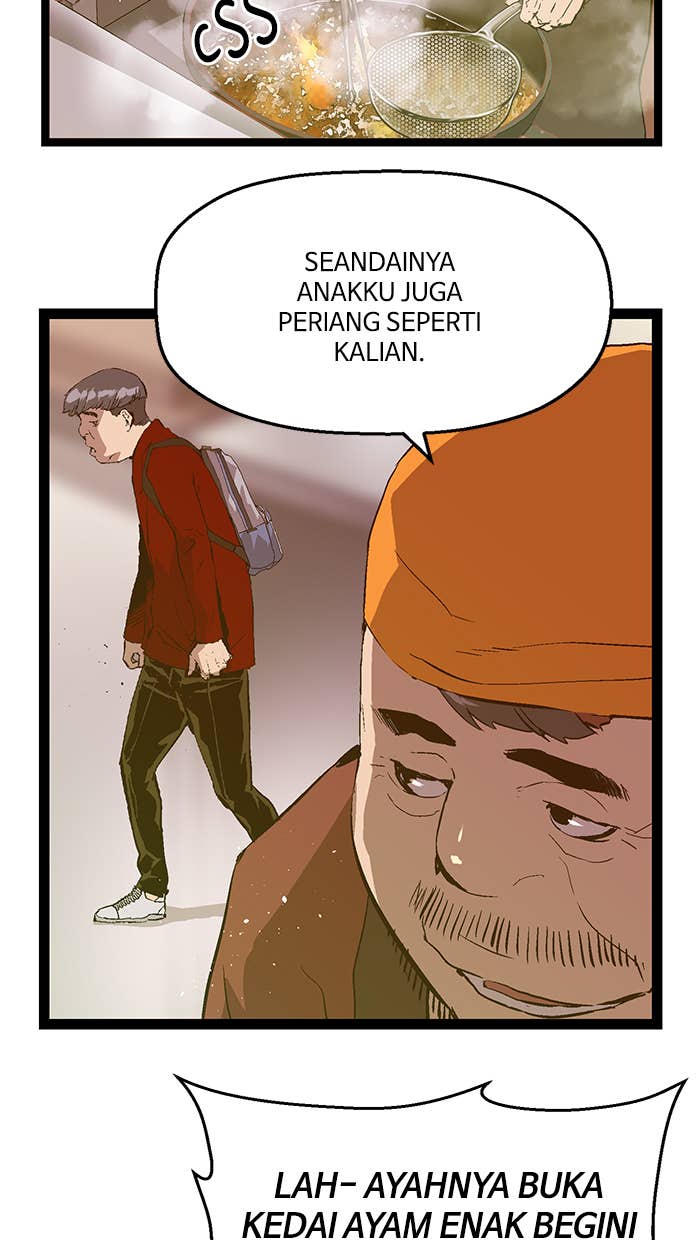 CSS
SEANDAINYA
ANAKKU JUGA
PERIANG SEPERTI
KALIAN.
LAH- AYAHNYA BUKA
KEDAI AYAM ENAK BEGINI